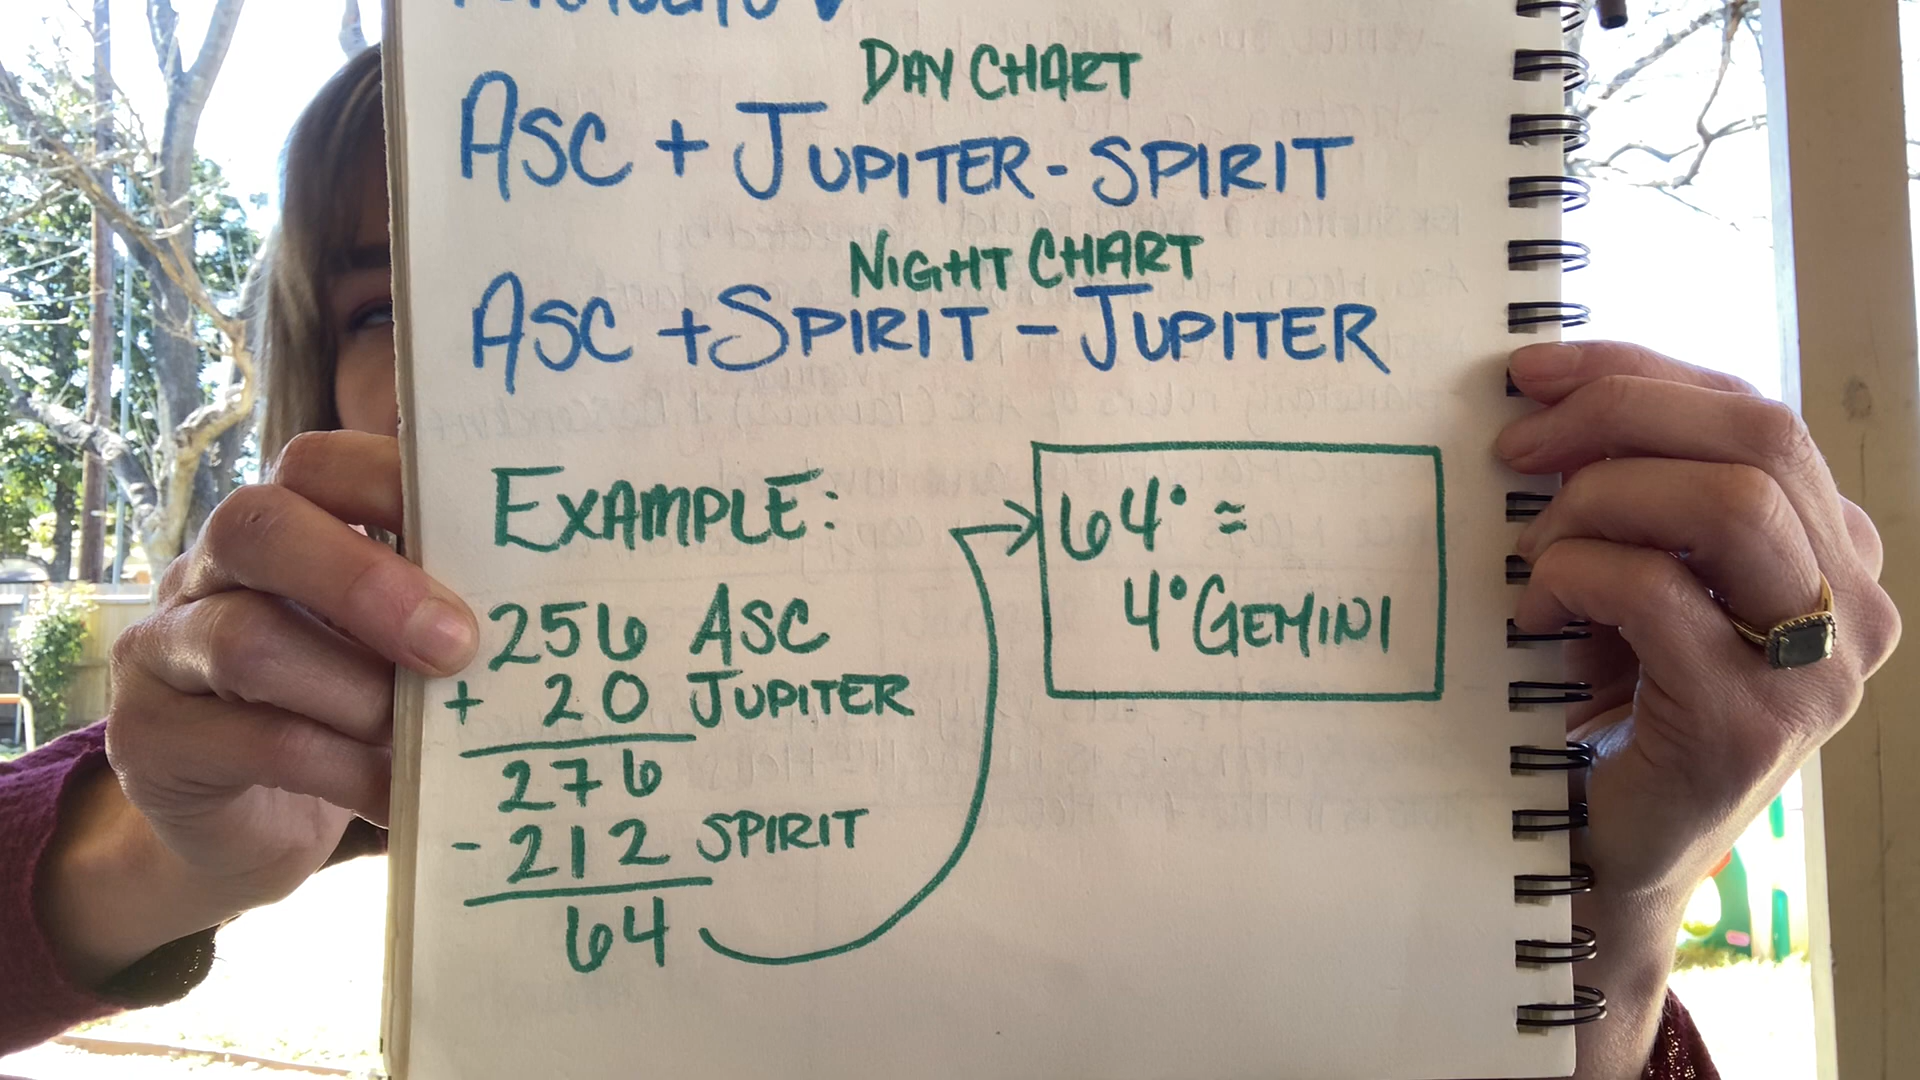 DAY CHART
ASC + JUPITER - SPIRIT
NIGHT CHART
ASC + SPIRIT - JUPITER
EXAMPLE:
256 ASC
+ 20 JUPITER
276
- 212 SPIRIT
64
64° =
4° GEMINI